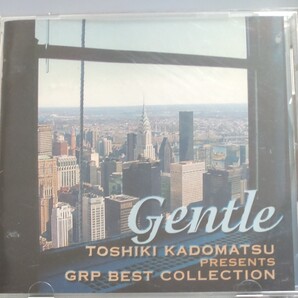 Gentle
TOSHIKI KADOMATSU
PRESENTS
GRP BEST COLLECTION